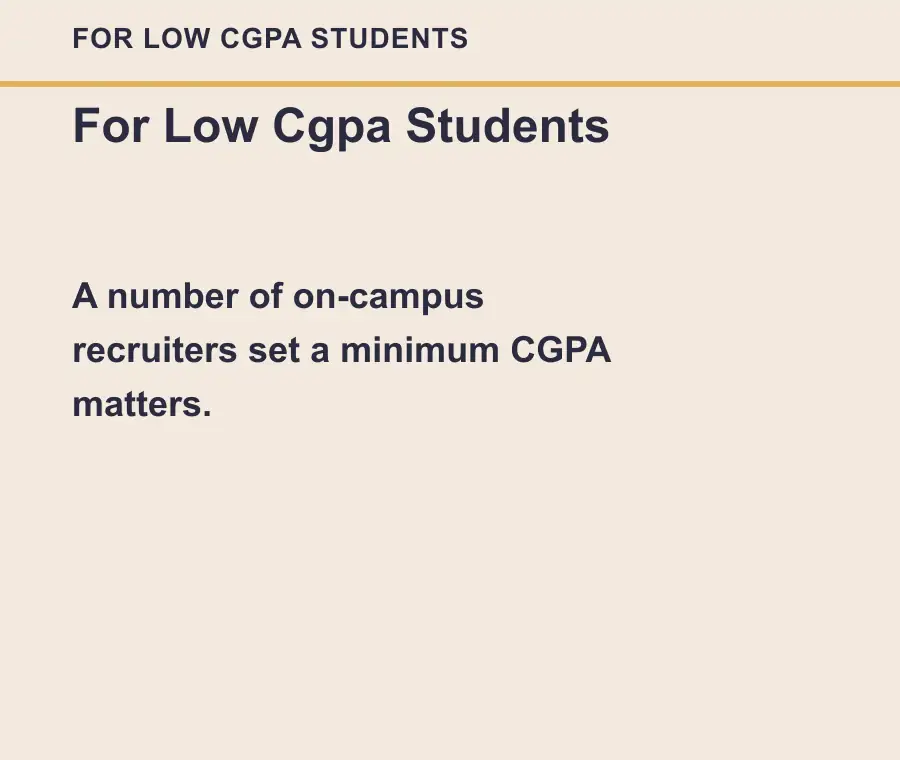 FOR LOW CGPA STUDENTS
For Low Cgpa Students
A number of on-campus
recruiters set a minimum CGPA
matters.